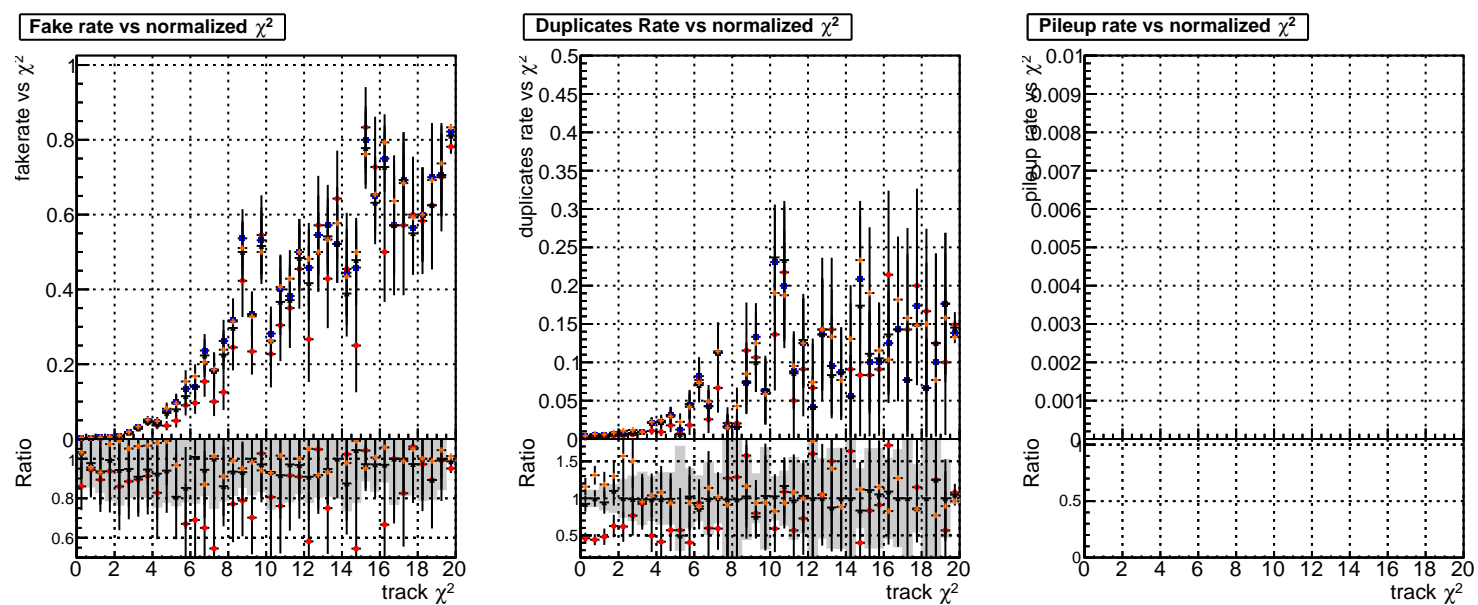 Fake rate vs normalized χ²
fakerate vs χ²
1
0.8
0.6
0.4
0.2
0
Ratio
1
0.8
0.6
0 2 4 6 8 10 12 14 16 18 20
track χ²
Duplicates Rate vs normalized χ²
duplicates rate vs χ²
0.5
0.45
0.4
0.35
0.3
0.25
0.2
0.15
0.1
0.05
0
Ratio
1.5
1
0.5
0 2 4 6 8 10 12 14 16 18 20
track χ²
Pileup rate vs normalized χ²
pileup rate vs χ²
0.01
0.009
0.008
0.007
0.006
0.005
0.004
0.003
0.002
0.001
0
Ratio
1
0.5
0
0 2 4 6 8 10 12 14 16 18 20
track χ²